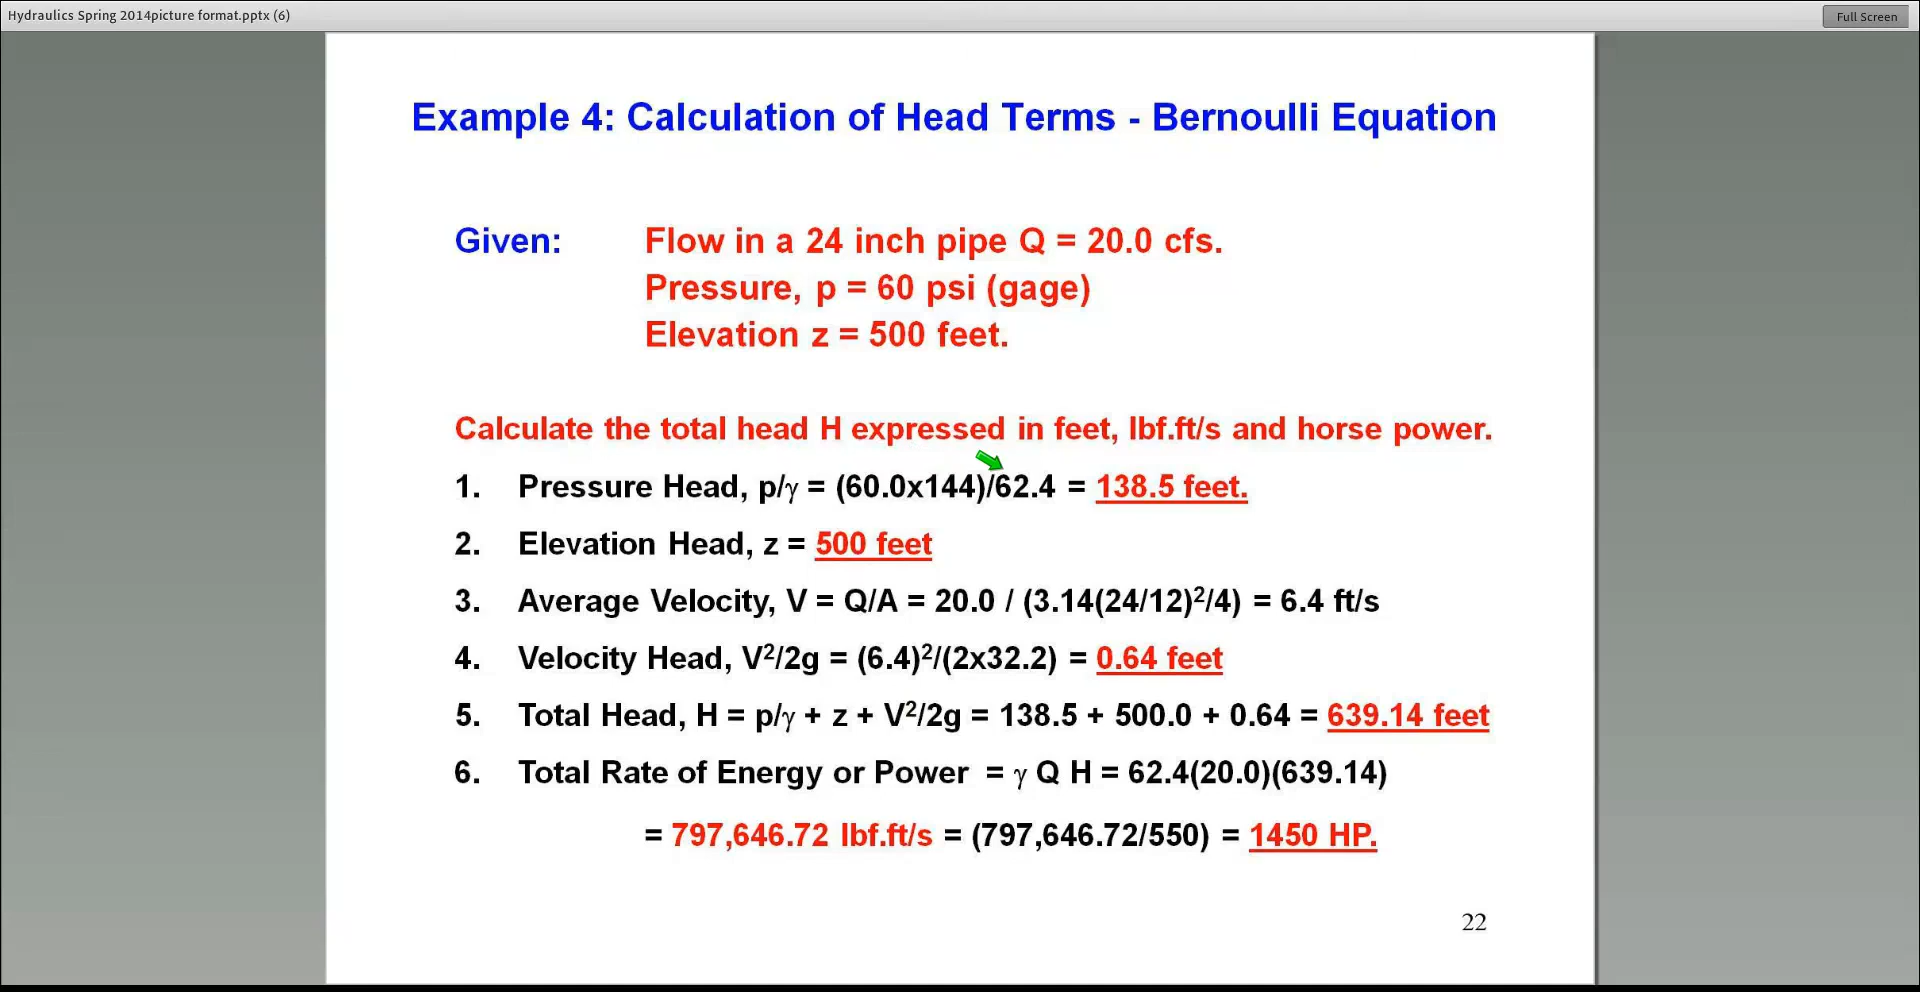 Hydraulics Spring 2014picture format.pptx (6)
Full Screen
Example 4: Calculation of Head Terms - Bernoulli Equation
Given: Flow in a 24 inch pipe Q = 20.0 cfs.
Pressure, p = 60 psi (gage)
Elevation z = 500 feet.
Calculate the total head H expressed in feet, lbf.ft/s and horse power.
1. Pressure Head, p/γ = (60.0x144)/62.4 = 138.5 feet.
2. Elevation Head, z = 500 feet
3. Average Velocity, V = Q/A = 20.0 / (3.14(24/12)²/4) = 6.4 ft/s
4. Velocity Head, V²/2g = (6.4)²/(2x32.2) = 0.64 feet
5. Total Head, H = p/γ + z + V²/2g = 138.5 + 500.0 + 0.64 = 639.14 feet
6. Total Rate of Energy or Power = γ Q H = 62.4(20.0)(639.14)
= 797,646.72 lbf.ft/s = (797,646.72/550) = 1450 HP.
22